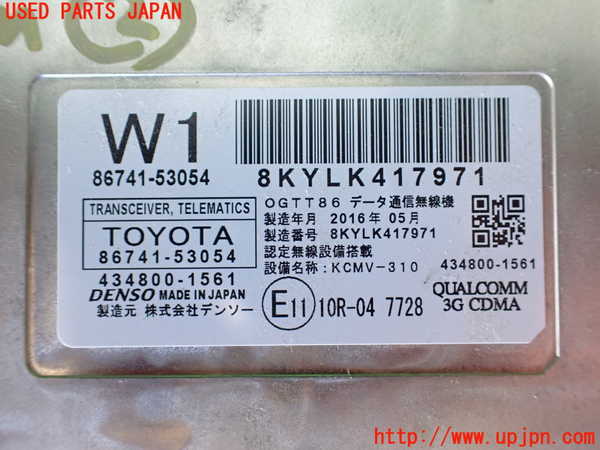 USED PARTS JAPAN
W1
86741-53054
8KYLK417971
TRANSCEIVER, TELEMATICS
TOYOTA
86741-53054
434800-1561
DENSO MADE IN JAPAN
製造元 株式会社デンソー
OGTT86 データ通信無線機
製造年月 2016年 05月
製造番号 8KYLK417971
認定無線設備搭載
設備名称:KCMV-310
434800-1561
E11 10R-04 7728
QUALCOMM
3G CDMA
http://www.upjpn.com/